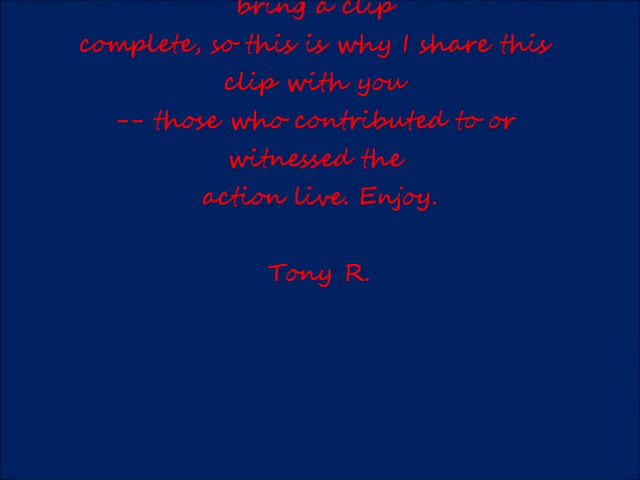 bring a clip
complete, so this is why I share this
clip with you
-- those who contributed to or
witnessed the
action live. Enjoy.
Tony R.